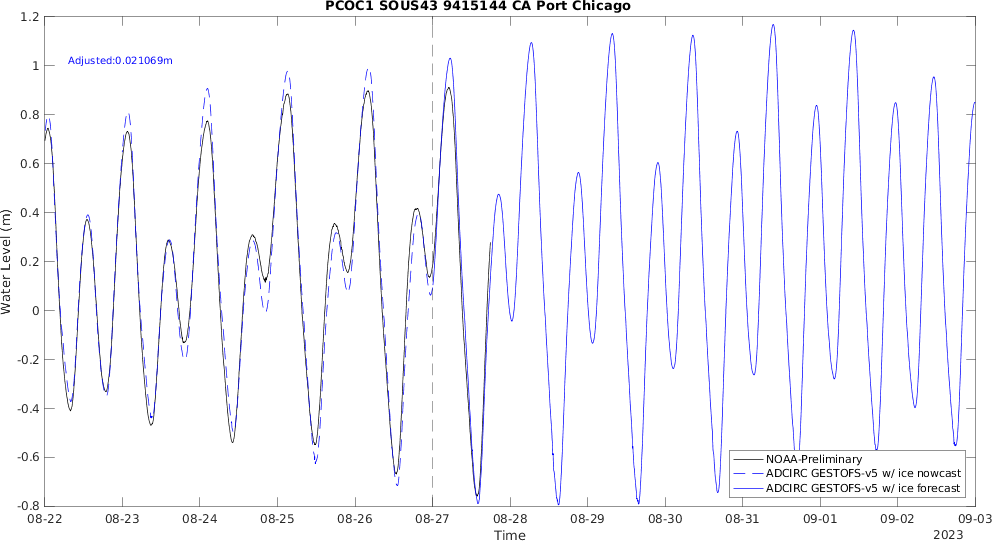 PCOC1 SOUS43 9415144 CA Port Chicago
Adjusted:0.021069m
Water Level (m)
1.2
1
0.8
0.6
0.4
0.2
0
-0.2
-0.4
-0.6
-0.8
NOAA-Preliminary
ADCIRC GESTOFS-v5 w/ ice nowcast
ADCIRC GESTOFS-v5 w/ ice forecast
08-22 08-23 08-24 08-25 08-26 08-27 08-28 08-29 08-30 08-31 09-01 09-02 09-03
Time
2023